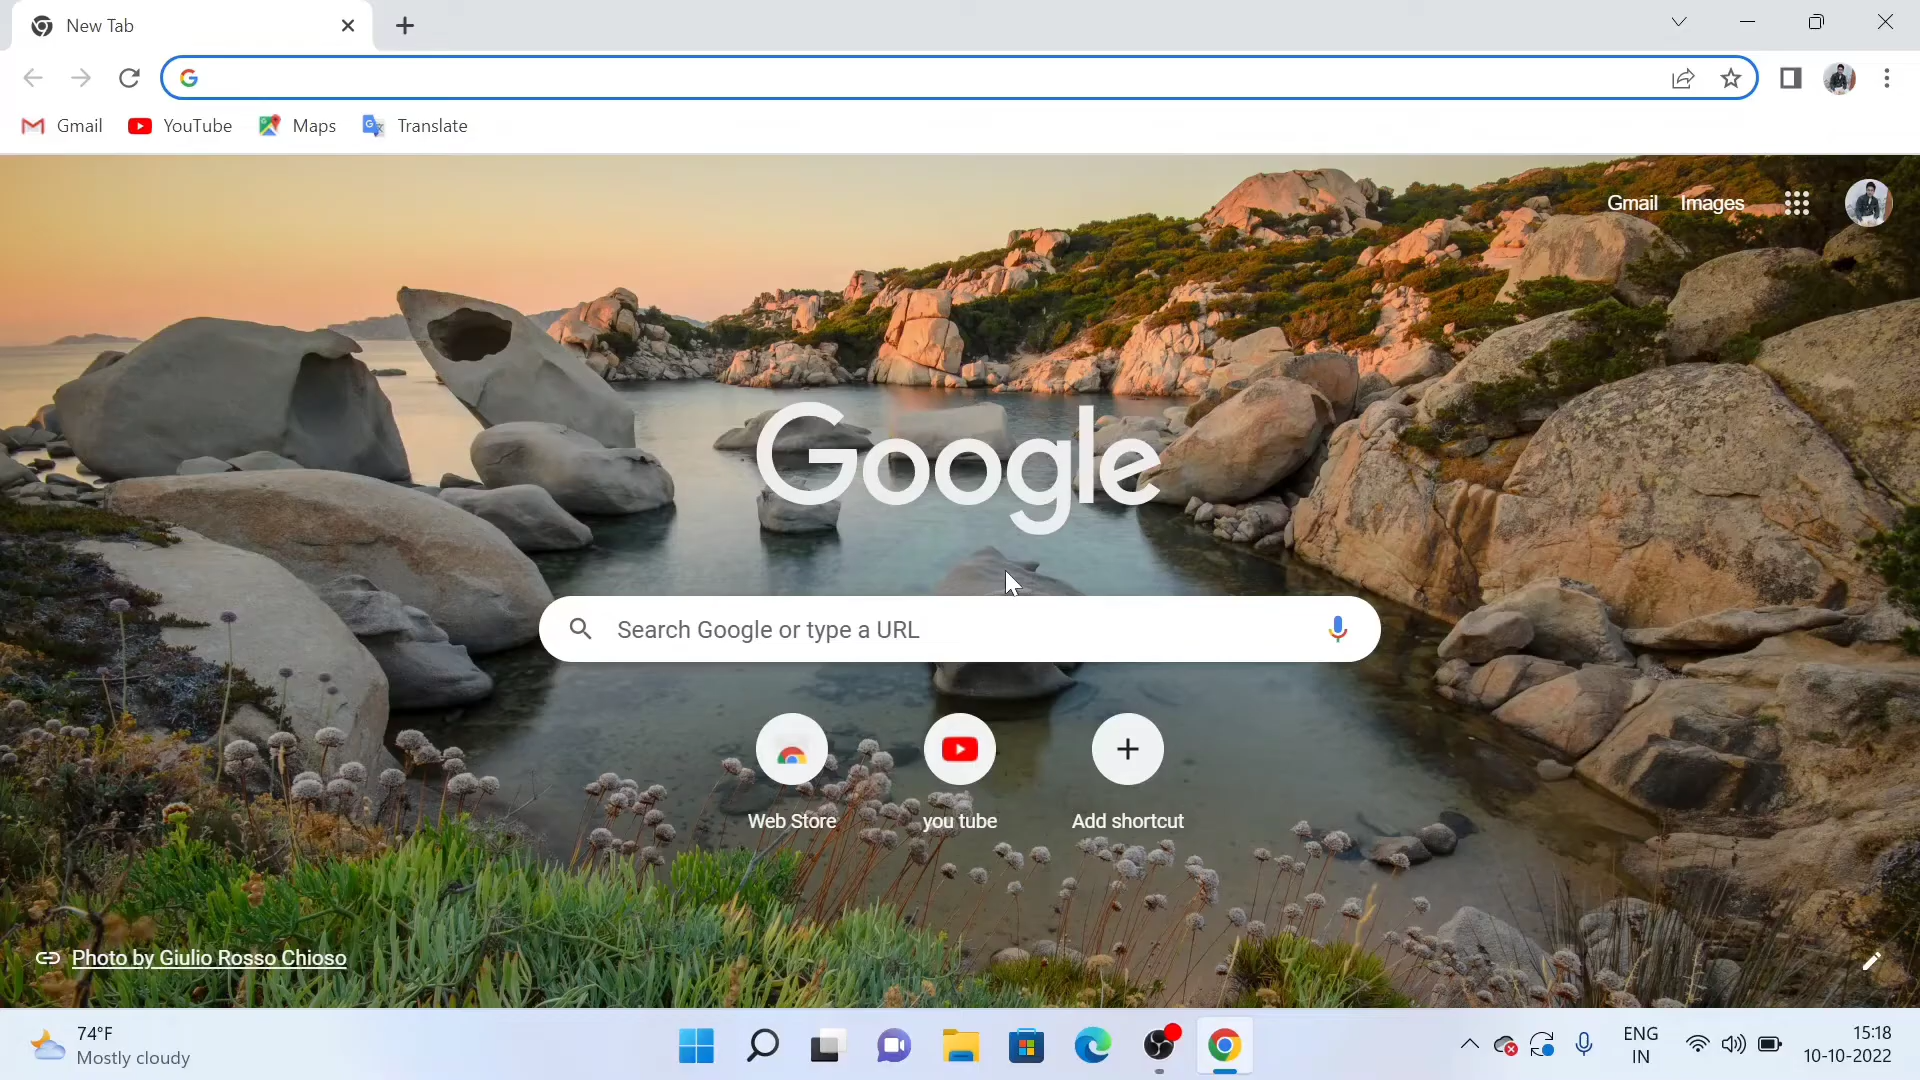 New Tab
Gmail
YouTube
Maps
Translate
Gmail
Images
Google
Search Google or type a URL
Web Store
you tube
Add shortcut
Photo by Giulio Rosso Chioso
74°F
Mostly cloudy
ENG
IN
15:18
10-10-2022